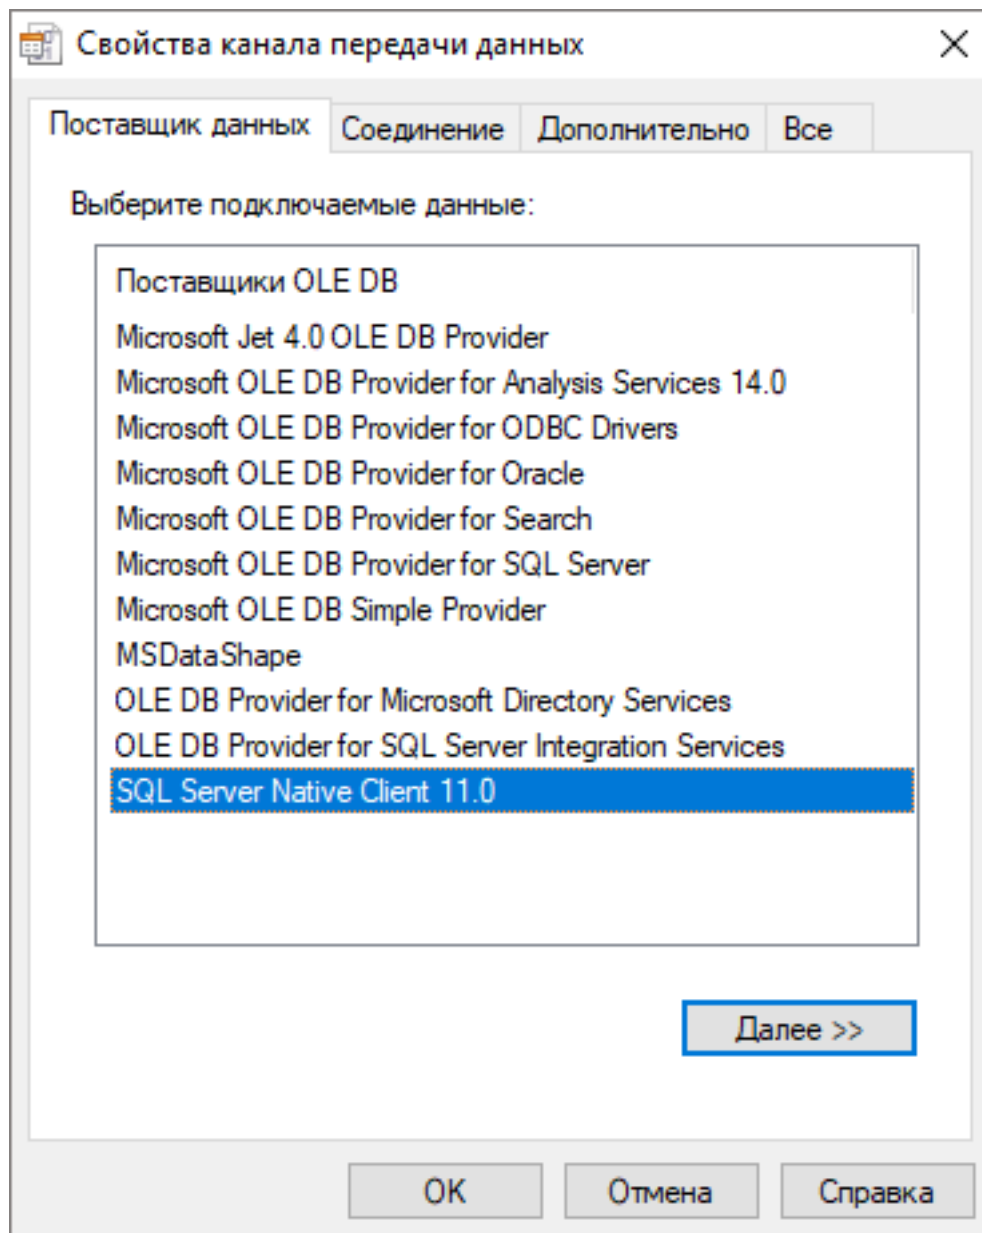 Свойства канала передачи данных
Поставщик данных Соединение Дополнительно Все
Выберите подключаемые данные:
Поставщики OLE DB
Microsoft Jet 4.0 OLE DB Provider
Microsoft OLE DB Provider for Analysis Services 14.0
Microsoft OLE DB Provider for ODBC Drivers
Microsoft OLE DB Provider for Oracle
Microsoft OLE DB Provider for Search
Microsoft OLE DB Provider for SQL Server
Microsoft OLE DB Simple Provider
MSDataShape
OLE DB Provider for Microsoft Directory Services
OLE DB Provider for SQL Server Integration Services
SQL Server Native Client 11.0
Далее >>
ОК Отмена Справка